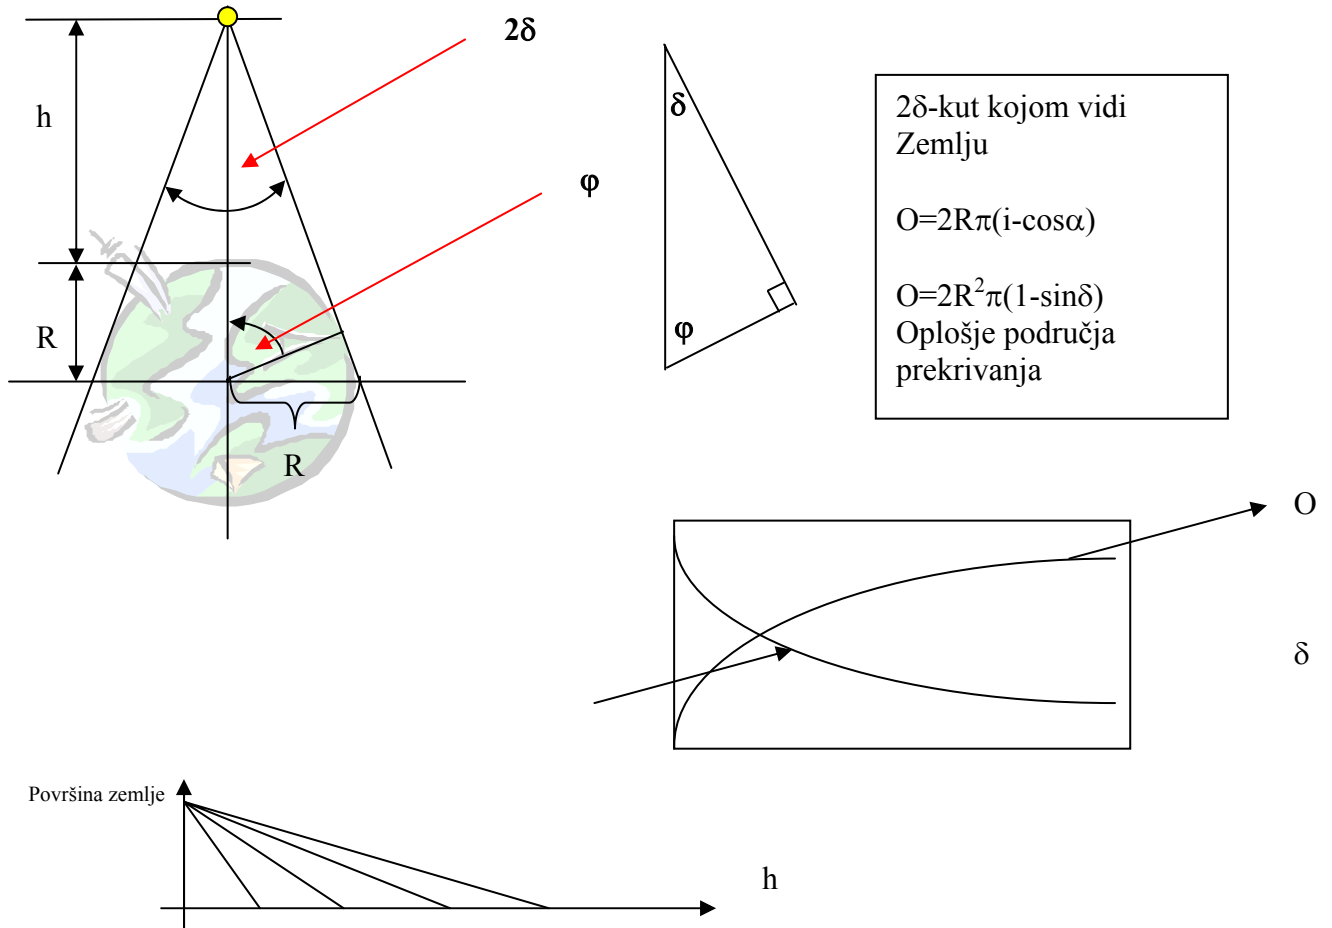 2δ
h
φ
R
R
δ
φ
2δ-kut kojom vidi
Zemlju
O=2Rπ(i-cosα)
O=2R²π(1-sinδ)
Oplošje područja
prekrivanja
O
δ
Površina zemlje
h